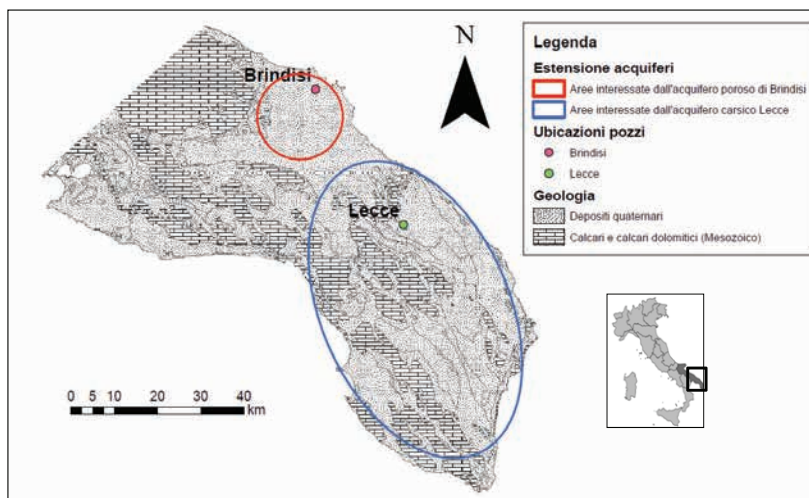 Brindisi
N
Lecce
0 5 10 20 30 40
km
Legenda
Estensione acquiferi
Aree interessate dall'acquifero poroso di Brindisi
Aree interessate dall'acquifero carsico Lecce
Ubicazioni pozzi
Brindisi
Lecce
Geologia
Depositi quaternari
Calcari e calcari dolomitici (Mesozoico)